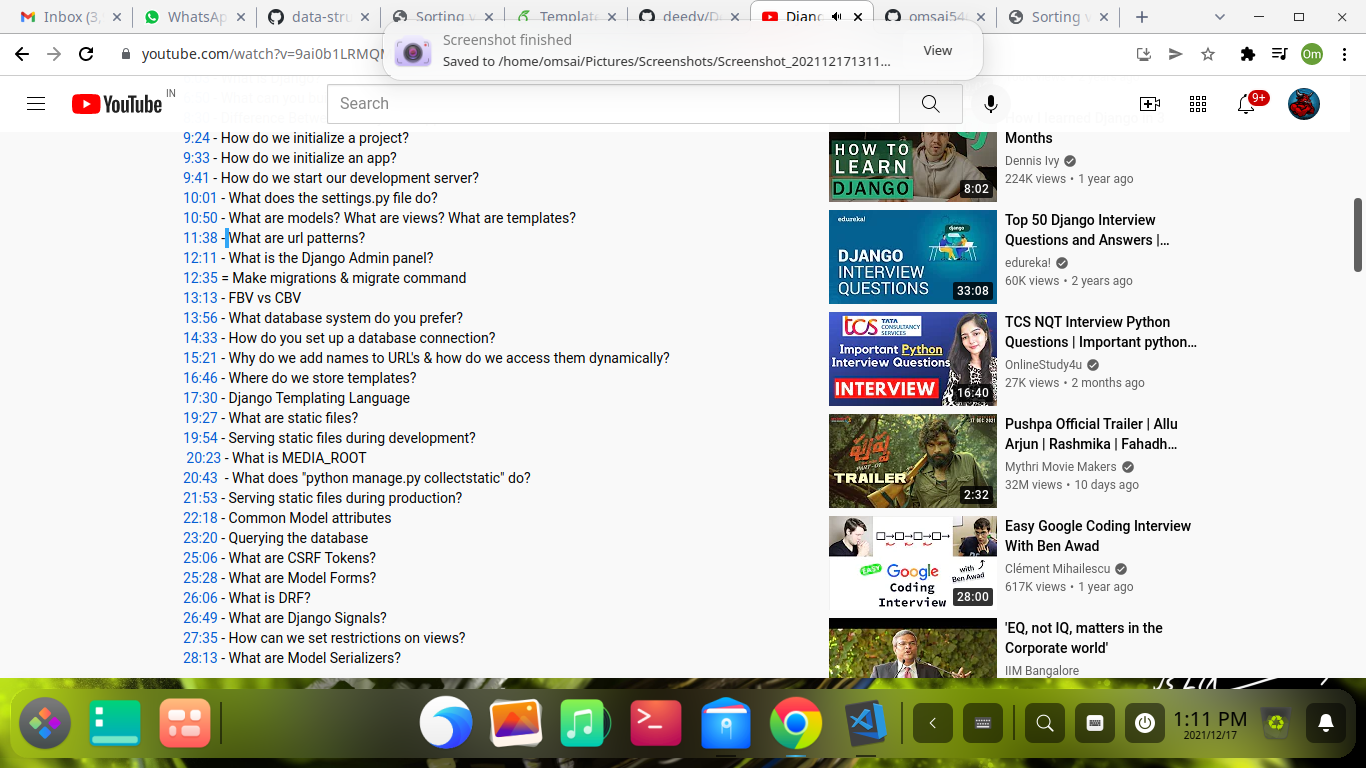 Inbox (3,
WhatsAp
data-stru
Sorting v
Template
deedy/De
Djang
omsai54
Sorting v
Screenshot finished
Saved to /home/omsai/Pictures/Screenshots/Screenshot_202112171311...
View
youtube.com/watch?v=9ai0b1LRMQM
Om
YouTube IN
Search
9+
9:24 - How do we initialize a project?
9:33 - How do we initialize an app?
9:41 - How do we start our development server?
10:01 - What does the settings.py file do?
10:50 - What are models? What are views? What are templates?
11:38 - What are url patterns?
12:11 - What is the Django Admin panel?
12:35 = Make migrations & migrate command
13:13 - FBV vs CBV
13:56 - What database system do you prefer?
14:33 - How do you set up a database connection?
15:21 - Why do we add names to URL's & how do we access them dynamically?
16:46 - Where do we store templates?
17:30 - Django Templating Language
19:27 - What are static files?
19:54 - Serving static files during development?
20:23 - What is MEDIA_ROOT
20:43 - What does "python manage.py collectstatic" do?
21:53 - Serving static files during production?
22:18 - Common Model attributes
23:20 - Querying the database
25:06 - What are CSRF Tokens?
25:28 - What are Model Forms?
26:06 - What is DRF?
26:49 - What are Django Signals?
27:35 - How can we set restrictions on views?
28:13 - What are Model Serializers?
HOW TO
LEARN
DJANGO
8:02
Months
Dennis Ivy
224K views • 1 year ago
edureka!
django
DJANGO
INTERVIEW
QUESTIONS
33:08
Top 50 Django Interview
Questions and Answers |...
edureka!
60K views • 2 years ago
tcs TATA
CONSULTANCY
SERVICES
Important Python
Interview Questions
INTERVIEW
16:40
TCS NQT Interview Python
Questions | Important python...
OnlineStudy4u
27K views • 2 months ago
17 DEC 2021
పుష్ప
PART-01
TRAILER
2:32
Pushpa Official Trailer | Allu
Arjun | Rashmika | Fahadh...
Mythri Movie Makers
32M views • 10 days ago
EASY Google
Coding
Interview
with
Ben Awad
28:00
Easy Google Coding Interview
With Ben Awad
Clément Mihailescu
617K views • 1 year ago
'EQ, not IQ, matters in the
Corporate world'
IIM Bangalore
1:11 PM
2021/12/17